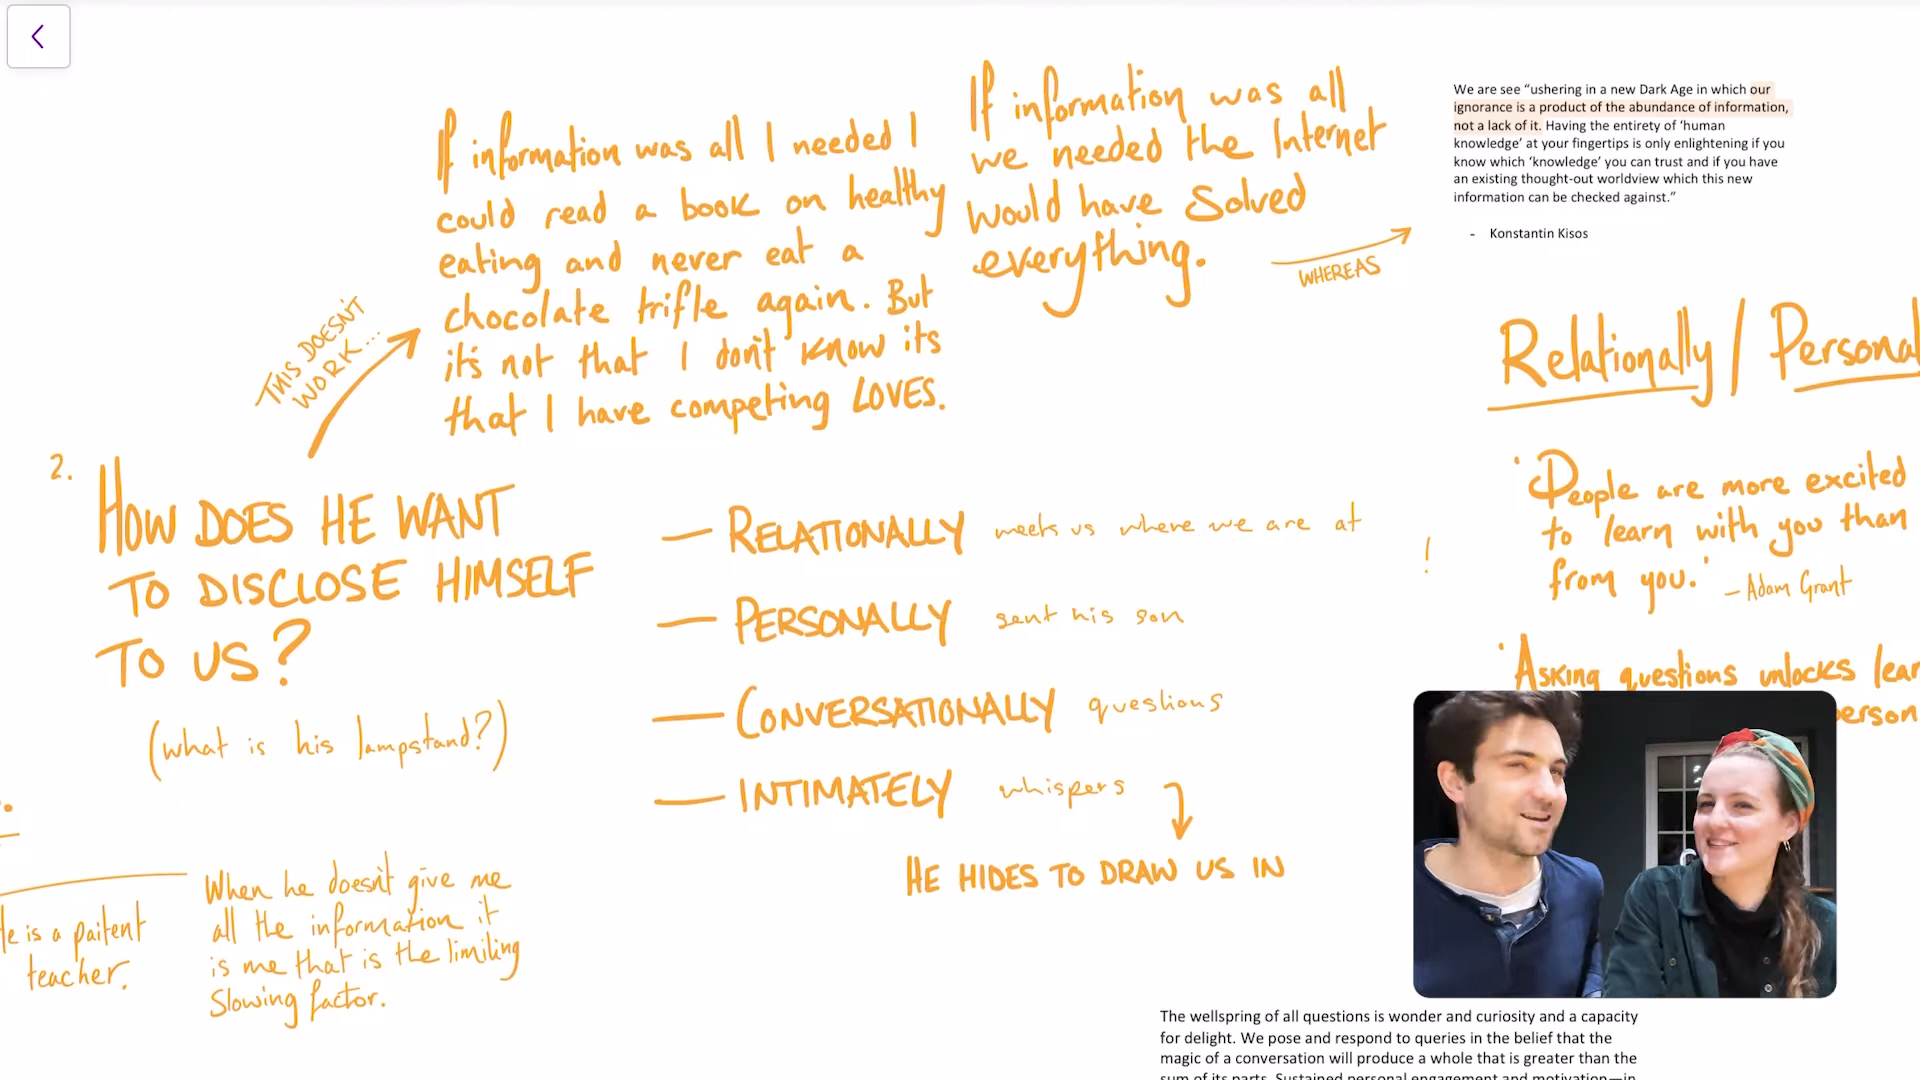 If information was all I needed I
could read a book on healthy
eating and never eat a
chocolate trifle again. But
it's not that I don't know its
that I have competing LOVES.
If information was all
we needed the Internet
would have solved
everything.
WHEREAS
We are see “ushering in a new Dark Age in which our
ignorance is a product of the abundance of information,
not a lack of it. Having the entirety of ‘human
knowledge’ at your fingertips is only enlightening if you
know which ‘knowledge’ you can trust and if you have
an existing thought-out worldview which this new
information can be checked against.”
- Konstantin Kisos
THIS DOESN'T
WORK...
2.
HOW DOES HE WANT
TO DISCLOSE HIMSELF
TO US?
(what is his lampstand?)
— RELATIONALLY meets us where we are at
— PERSONALLY sent his son
— CONVERSATIONALLY questions
— INTIMATELY whispers
HE HIDES TO DRAW US IN
!
Relationally / Personal
'People are more excited
to learn with you than
from you.' – Adam Grant
Asking questions unlocks lear
erson
is a paitent
teacher.
When he doesn't give me
all the information it
is me that is the limiting
slowing factor.
The wellspring of all questions is wonder and curiosity and a capacity
for delight. We pose and respond to queries in the belief that the
magic of a conversation will produce a whole that is greater than the
sum of its parts. Sustained personal engagement and motivation—in